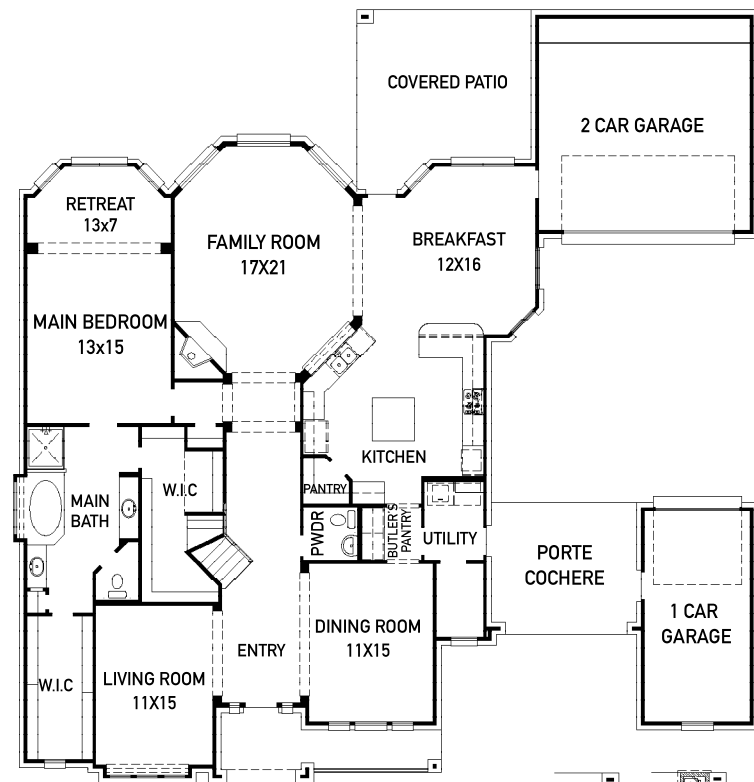 COVERED PATIO
2 CAR GARAGE
RETREAT
13x7
FAMILY ROOM
17X21
BREAKFAST
12X16
MAIN BEDROOM
13x15
KITCHEN
W.I.C
PANTRY
MAIN
BATH
PWDR
BUTLER'S
PANTRY
UTILITY
PORTE
COCHERE
1 CAR
GARAGE
DINING ROOM
11X15
ENTRY
LIVING ROOM
11X15
W.I.C